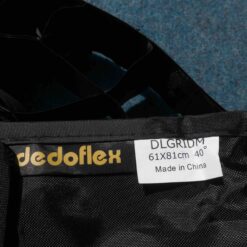 dedoflex
DLGRIDM
61X81cm 40°
Made in China